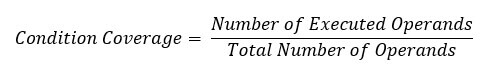 Condition Coverage = Number of Executed Operands / Total Number of Operands